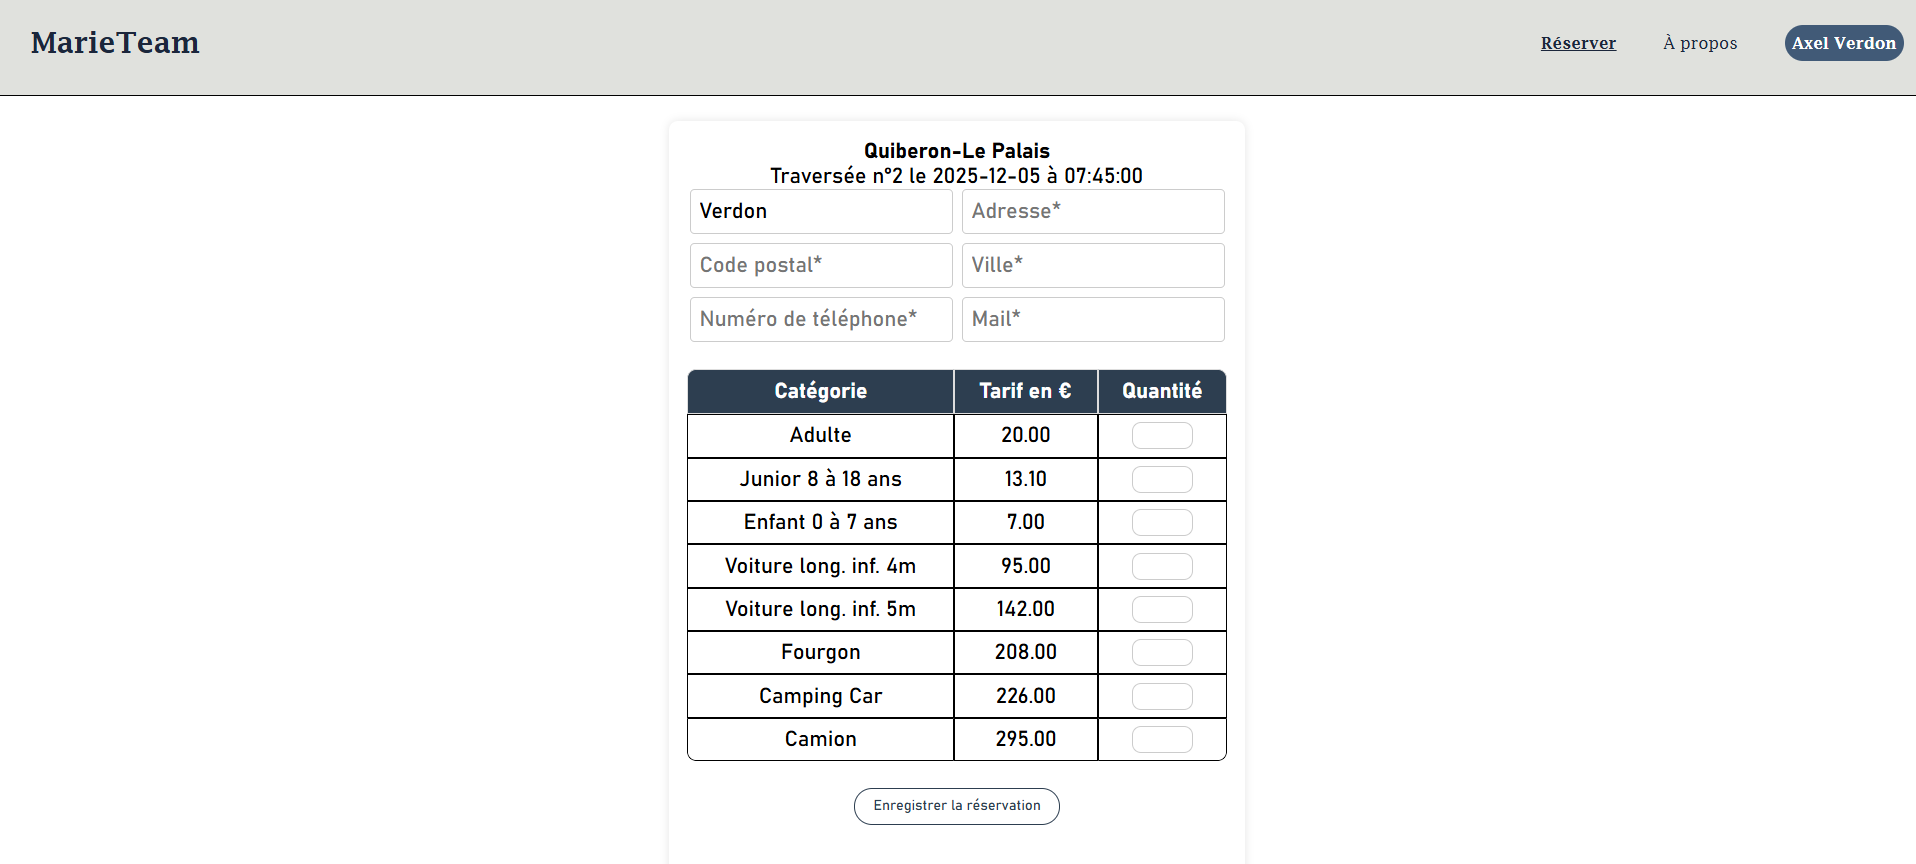 MarieTeam
Réserver À propos Axel Verdon
Quiberon-Le Palais
Traversée n°2 le 2025-12-05 à 07:45:00
Verdon Adresse*
Code postal* Ville*
Numéro de téléphone* Mail*
Catégorie Tarif en € Quantité
Adulte 20.00
Junior 8 à 18 ans 13.10
Enfant 0 à 7 ans 7.00
Voiture long. inf. 4m 95.00
Voiture long. inf. 5m 142.00
Fourgon 208.00
Camping Car 226.00
Camion 295.00
Enregistrer la réservation